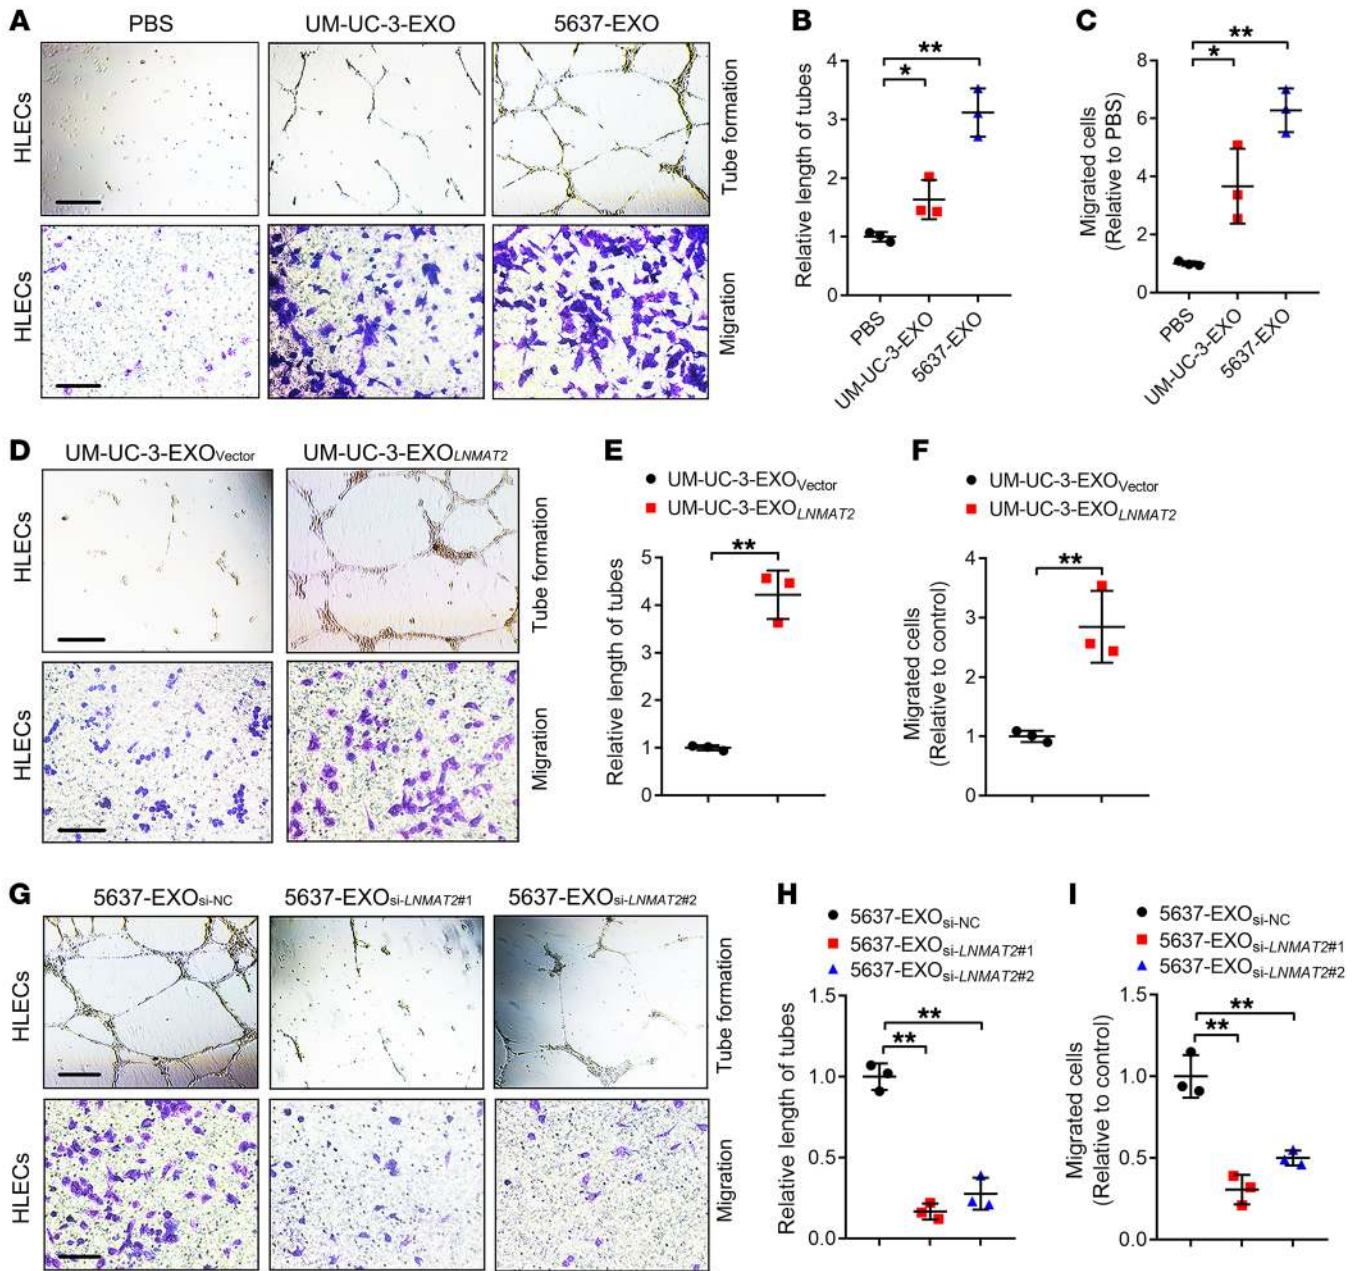 A
PBS
UM-UC-3-EXO
5637-EXO
HLECs
Tube formation
HLECs
Migration
B
Relative length of tubes
4
3
2
1
0
*
**
PBS
UM-UC-3-EXO
5637-EXO
C
Migrated cells
(Relative to PBS)
8
6
4
2
0
*
**
PBS
UM-UC-3-EXO
5637-EXO
D
UM-UC-3-EXOVector
UM-UC-3-EXOLNMAT2
HLECs
Tube formation
HLECs
Migration
E
UM-UC-3-EXOVector
UM-UC-3-EXOLNMAT2
Relative length of tubes
5
4
3
2
1
0
**
F
UM-UC-3-EXOVector
UM-UC-3-EXOLNMAT2
Migrated cells
(Relative to control)
4
3
2
1
0
**
G
5637-EXOsi-NC
5637-EXOsi-LNMAT2#1
5637-EXOsi-LNMAT2#2
HLECs
Tube formation
HLECs
Migration
H
5637-EXOsi-NC
5637-EXOsi-LNMAT2#1
5637-EXOsi-LNMAT2#2
Relative length of tubes
1.5
1.0
0.5
0.0
**
**
I
5637-EXOsi-NC
5637-EXOsi-LNMAT2#1
5637-EXOsi-LNMAT2#2
Migrated cells
(Relative to control)
1.5
1.0
0.5
0.0
**
**